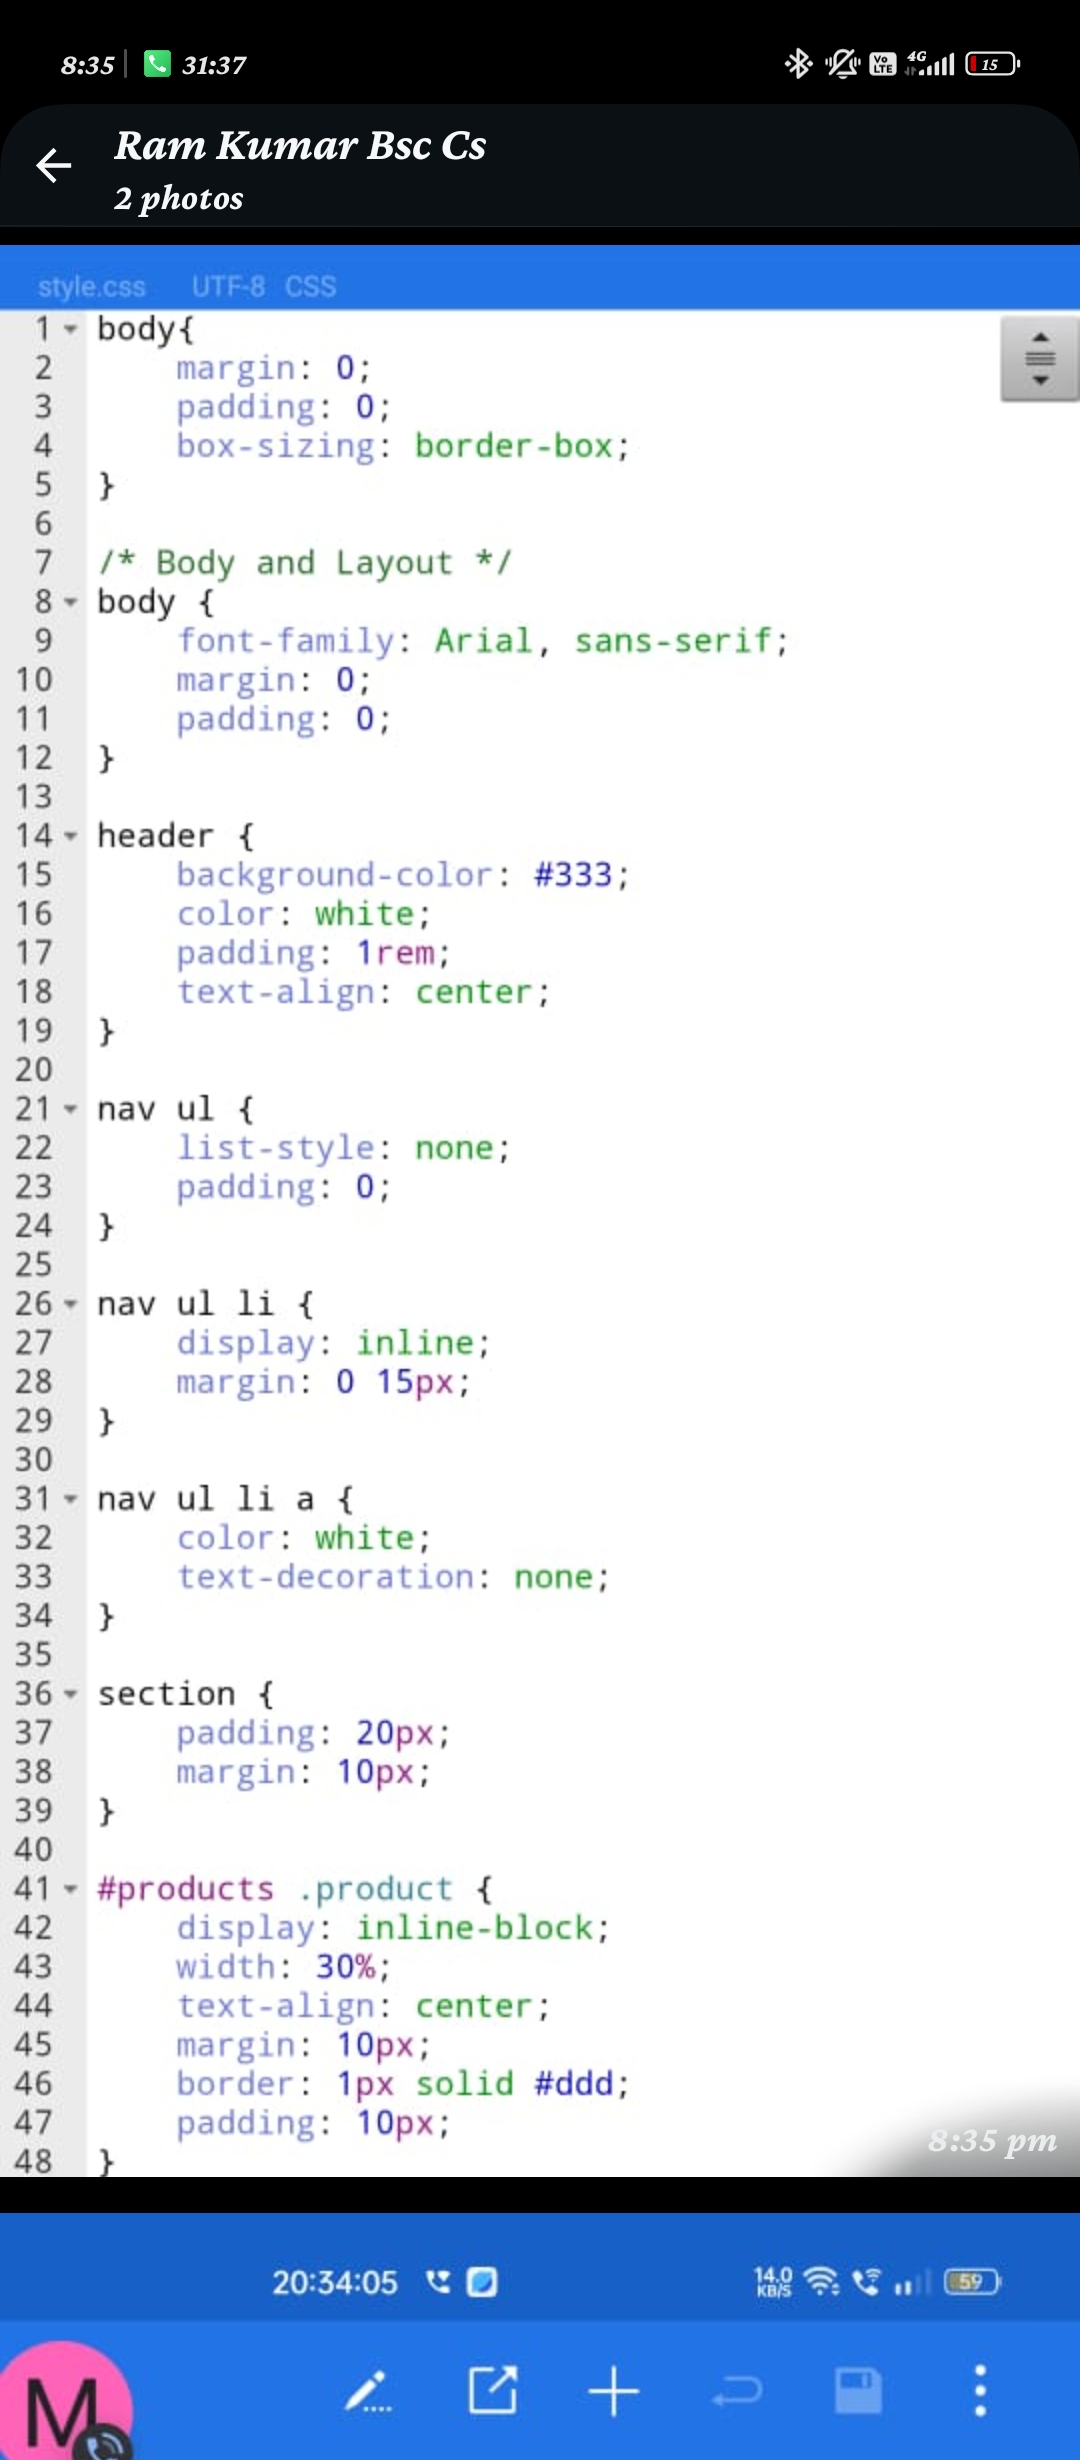 8:35 31:37 Vo LTE 4G 15
Ram Kumar Bsc Cs
2 photos
style.css UTF-8 CSS
1 body{
2 margin: 0;
3 padding: 0;
4 box-sizing: border-box;
5 }
6
7 /* Body and Layout */
8 body {
9 font-family: Arial, sans-serif;
10 margin: 0;
11 padding: 0;
12 }
13
14 header {
15 background-color: #333;
16 color: white;
17 padding: 1rem;
18 text-align: center;
19 }
20
21 nav ul {
22 list-style: none;
23 padding: 0;
24 }
25
26 nav ul li {
27 display: inline;
28 margin: 0 15px;
29 }
30
31 nav ul li a {
32 color: white;
33 text-decoration: none;
34 }
35
36 section {
37 padding: 20px;
38 margin: 10px;
39 }
40
41 #products .product {
42 display: inline-block;
43 width: 30%;
44 text-align: center;
45 margin: 10px;
46 border: 1px solid #ddd;
47 padding: 10px;
48 }
8:35 pm
20:34:05 14.0 KB/S 59
M